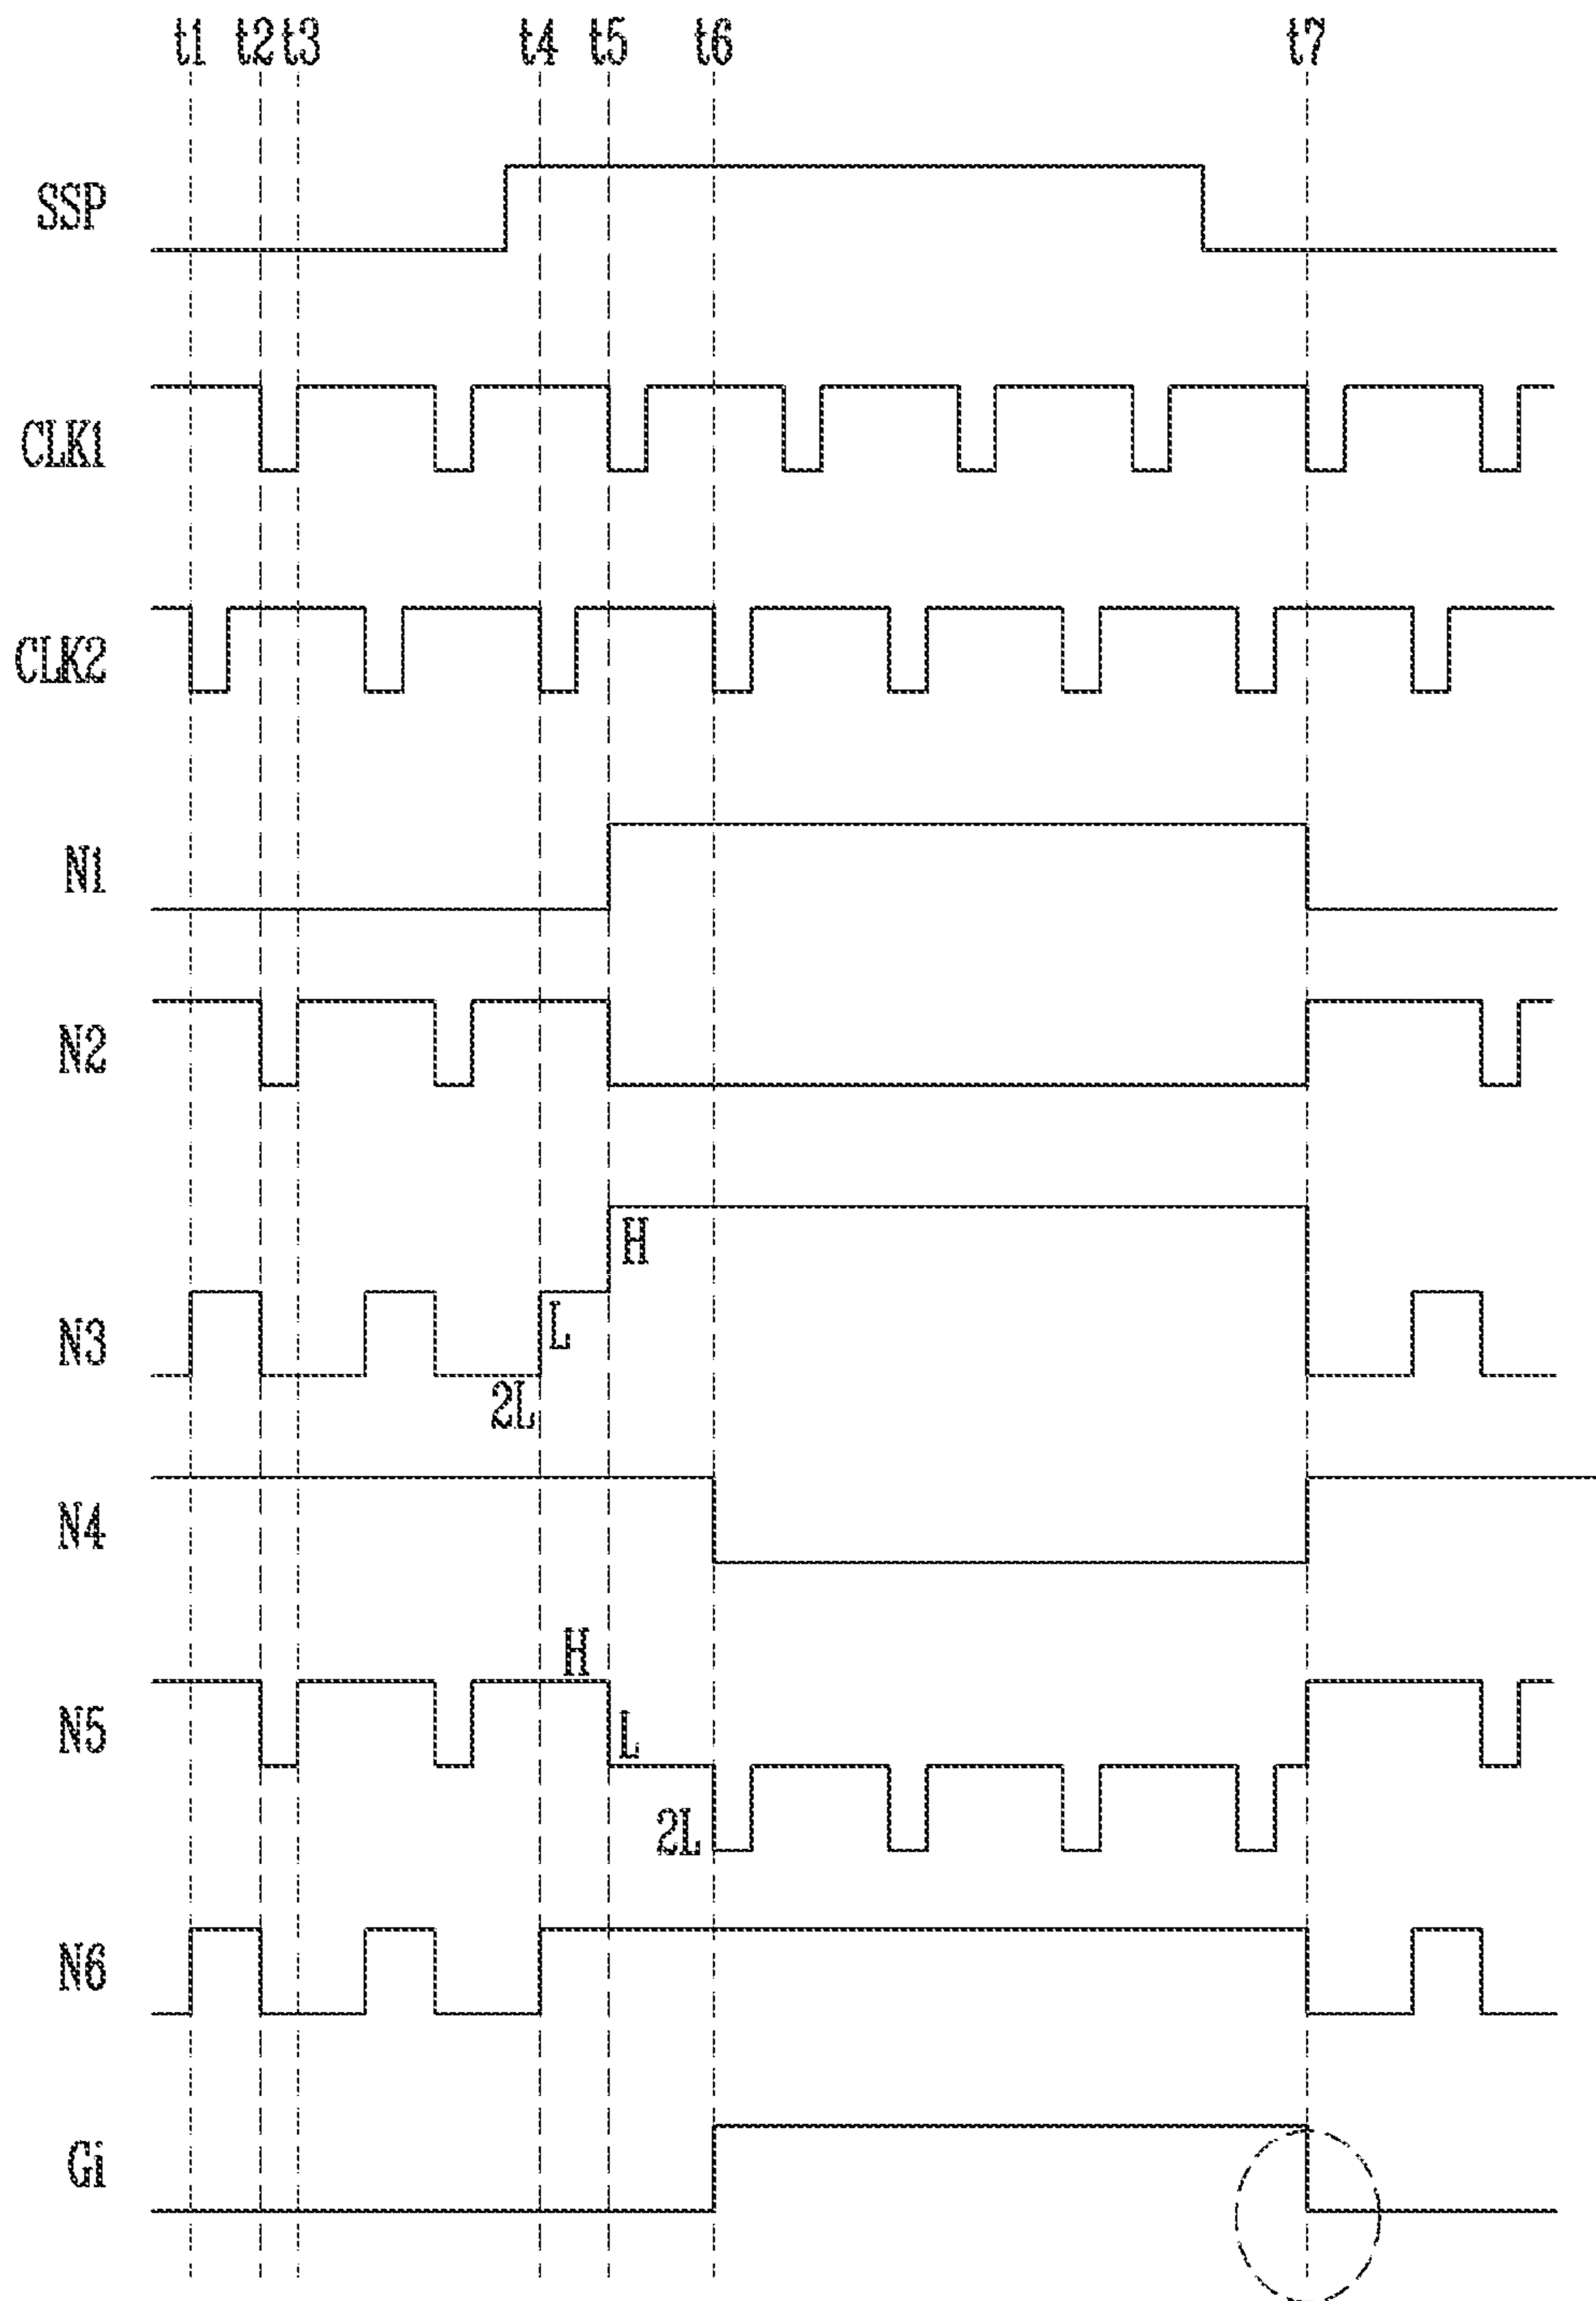 t1 t2 t3 t4 t5 t6 t7
SSP
CLK1
CLK2
N1
N2
H
N3
L
2L
N4
H
N5
L
2L
N6
Gi